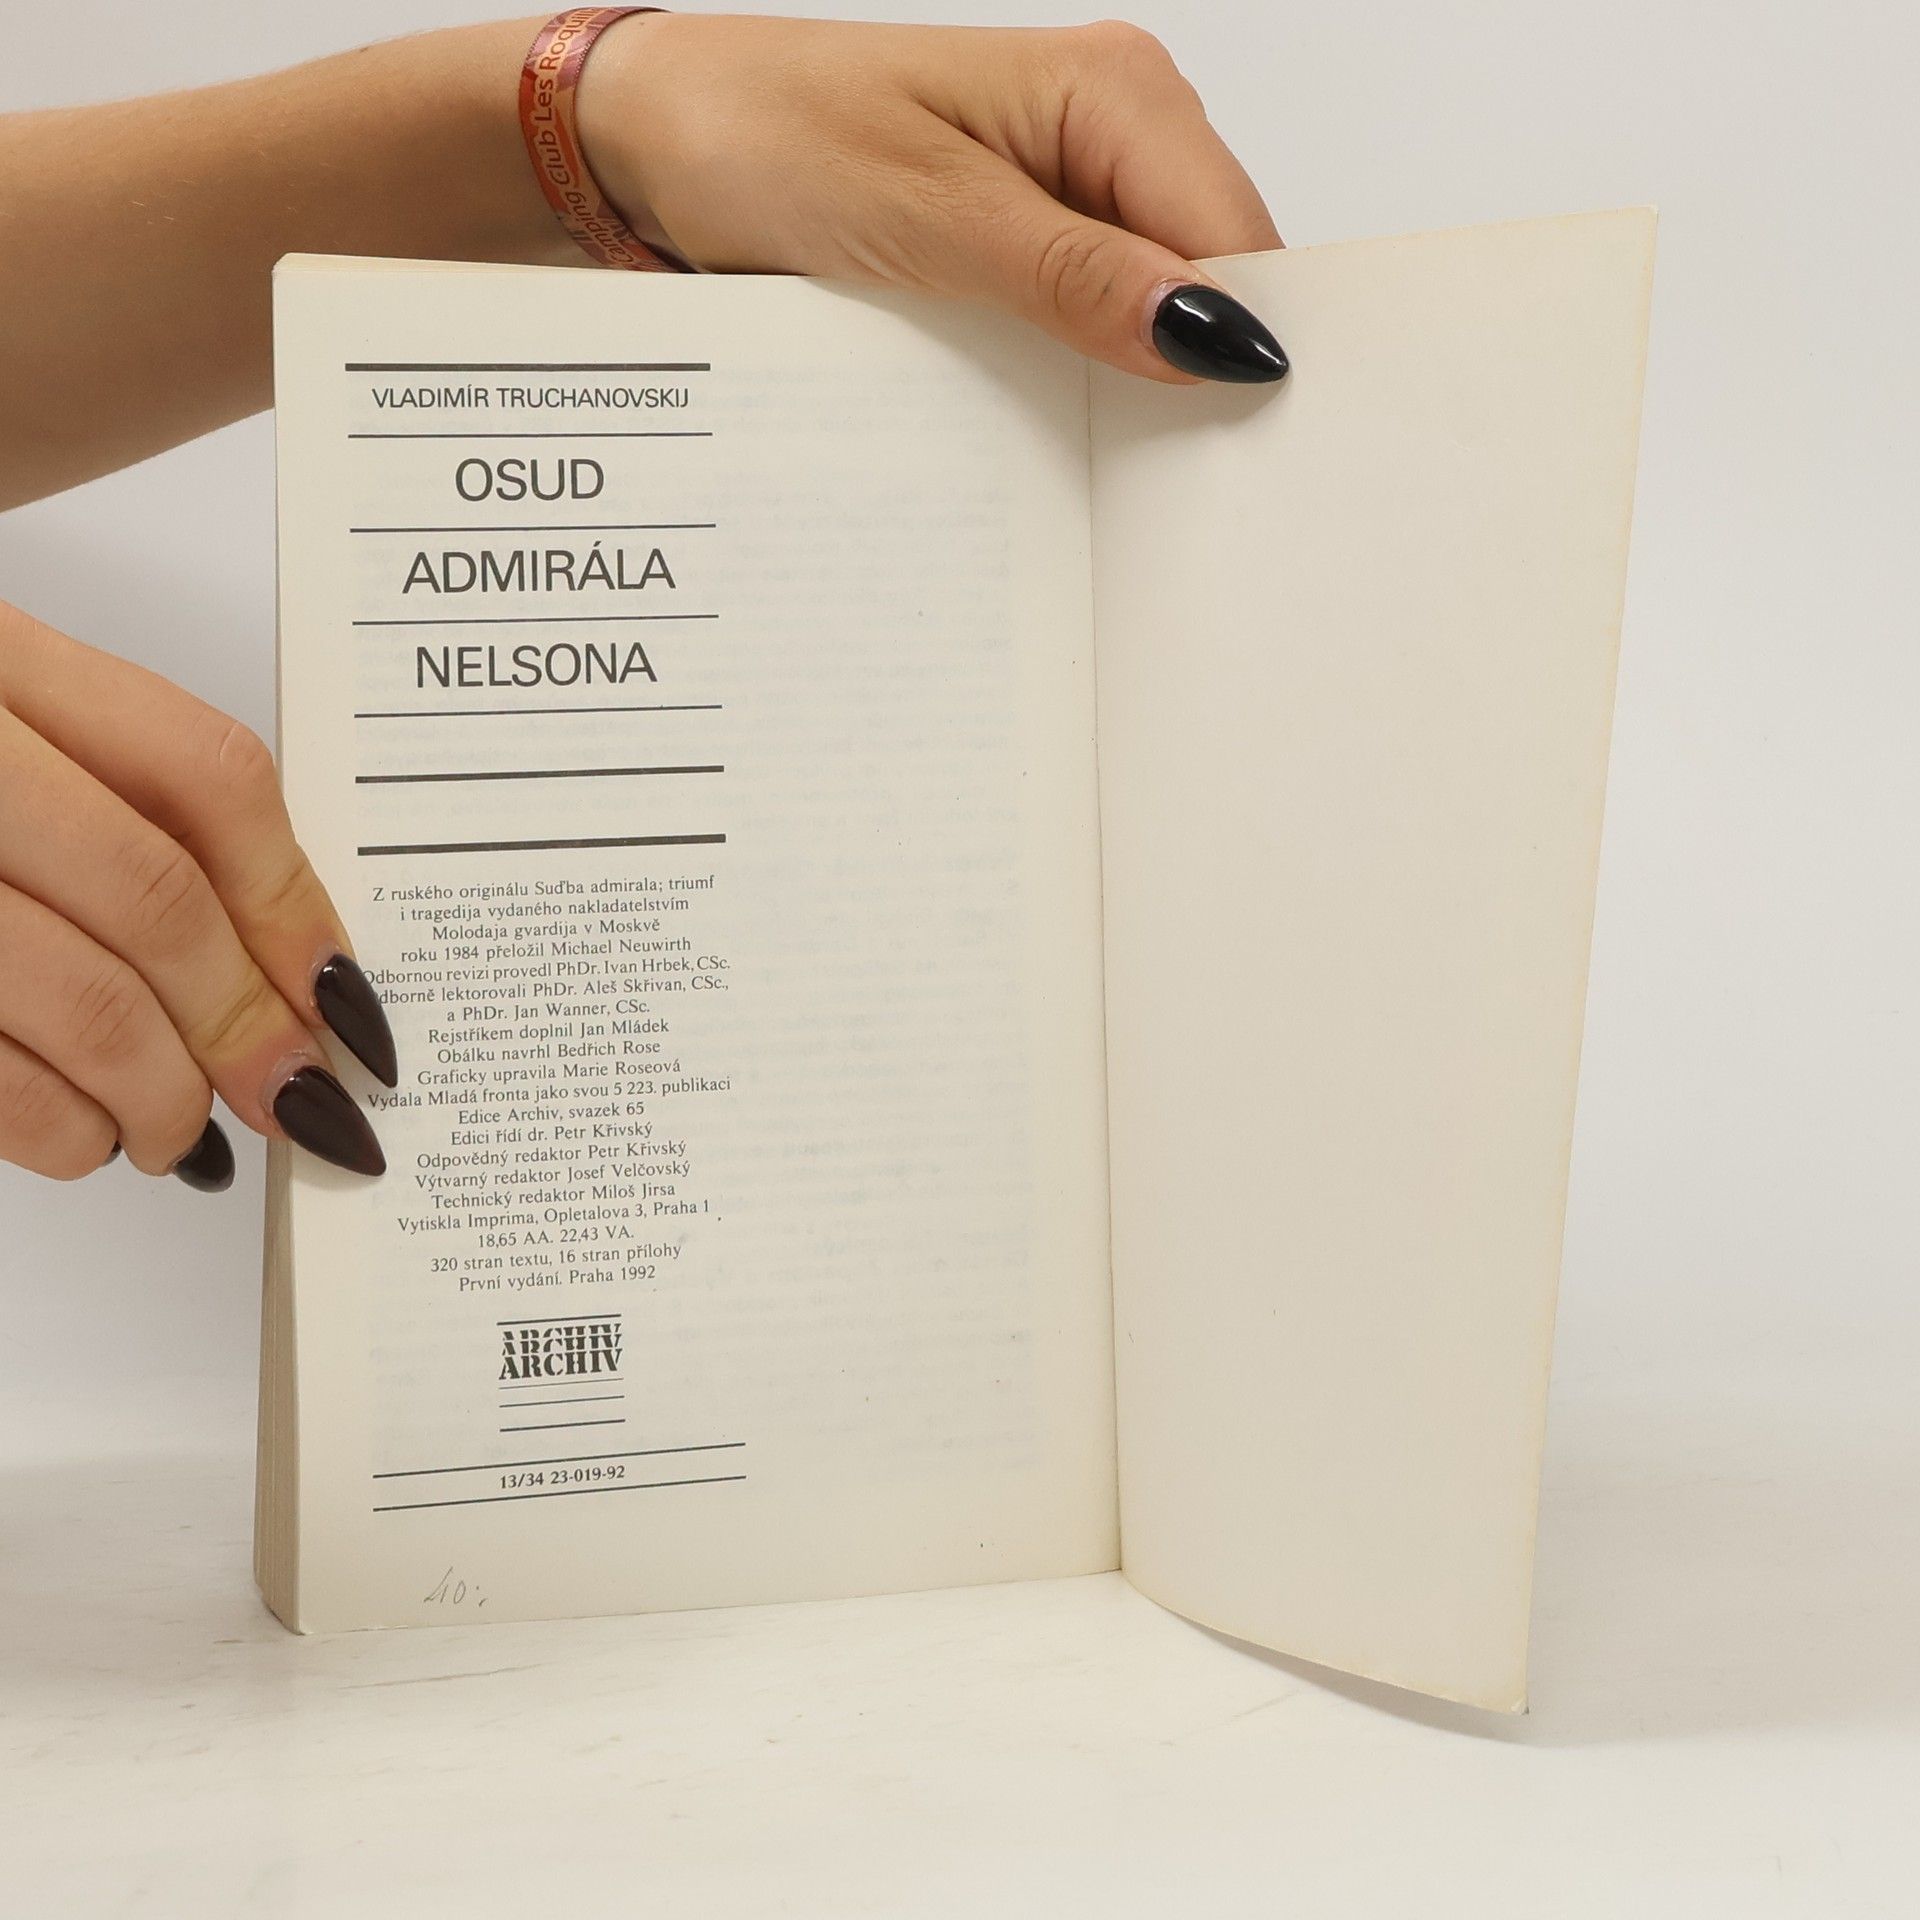 Camping Club Les Roquill
VLADIMÍR TRUCHANOVSKIJ
OSUD
ADMIRÁLA
NELSONA
Z ruského originálu Suďba admirala; triumf
i tragedija vydaného nakladatelstvím
Molodaja gvardija v Moskvě
roku 1984 přeložil Michael Neuwirth
Odbornou revizi provedl PhDr. Ivan Hrbek, CSc.
dborně lektorovali PhDr. Aleš Skřivan, CSc.,
a PhDr. Jan Wanner, CSc.
Rejstříkem doplnil Jan Mládek
Obálku navrhl Bedřich Rose
Graficky upravila Marie Roseová
Vydala Mladá fronta jako svou 5 223. publikaci
Edice Archiv, svazek 65
Edici řídí dr. Petr Křivský
Odpovědný redaktor Petr Křivský
Výtvarný redaktor Josef Velčovský
Technický redaktor Miloš Jirsa
Vytiskla Imprima, Opletalova 3, Praha 1
18,65 AA. 22,43 VA.
320 stran textu, 16 stran přílohy
První vydání. Praha 1992
ARCHIV
ARCHIV
13/34 23-019-92
40,-